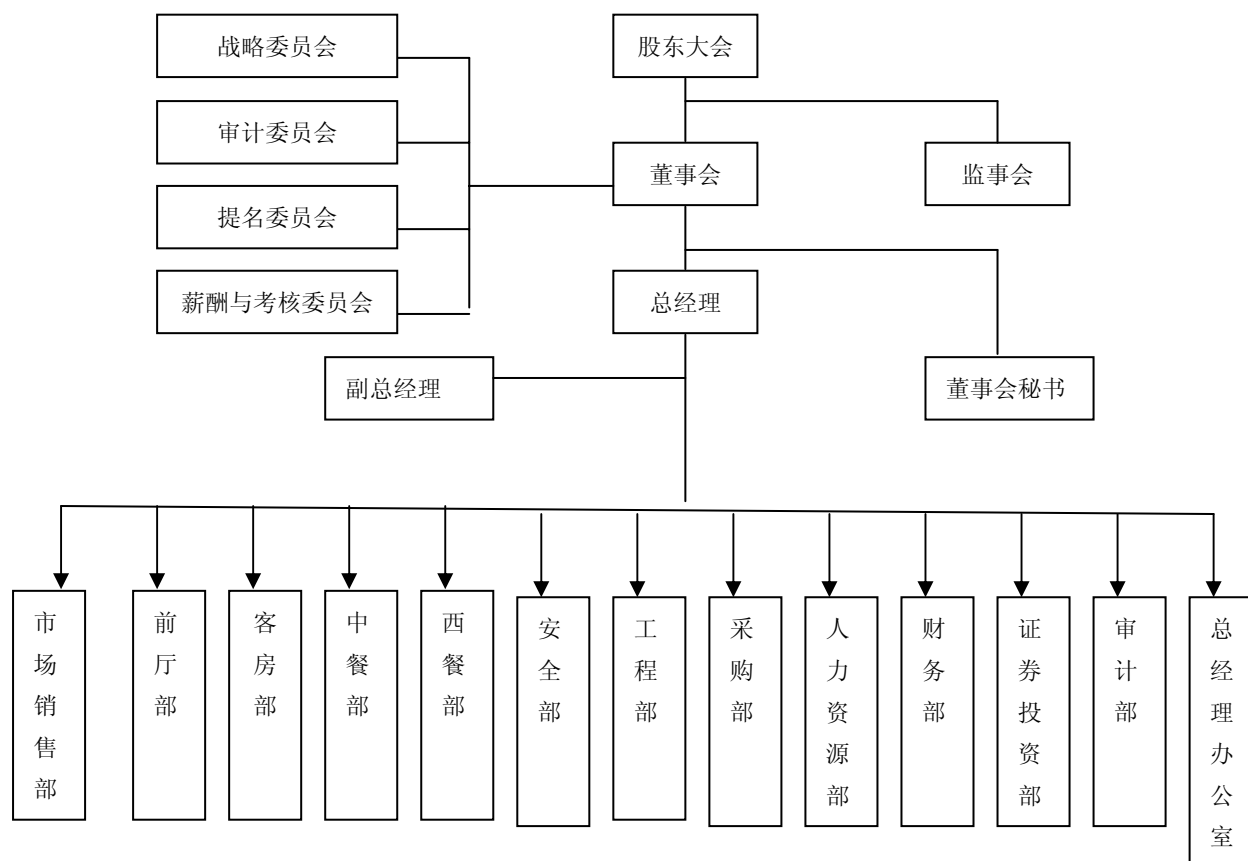 战略委员会
股东大会
审计委员会
董事会
监事会
提名委员会
薪酬与考核委员会
总经理
副总经理
董事会秘书
市场销售部
前厅部
客房部
中餐部
西餐部
安全部
工程部
采购部
人力资源部
财务部
证券投资部
审计部
总经理办公室